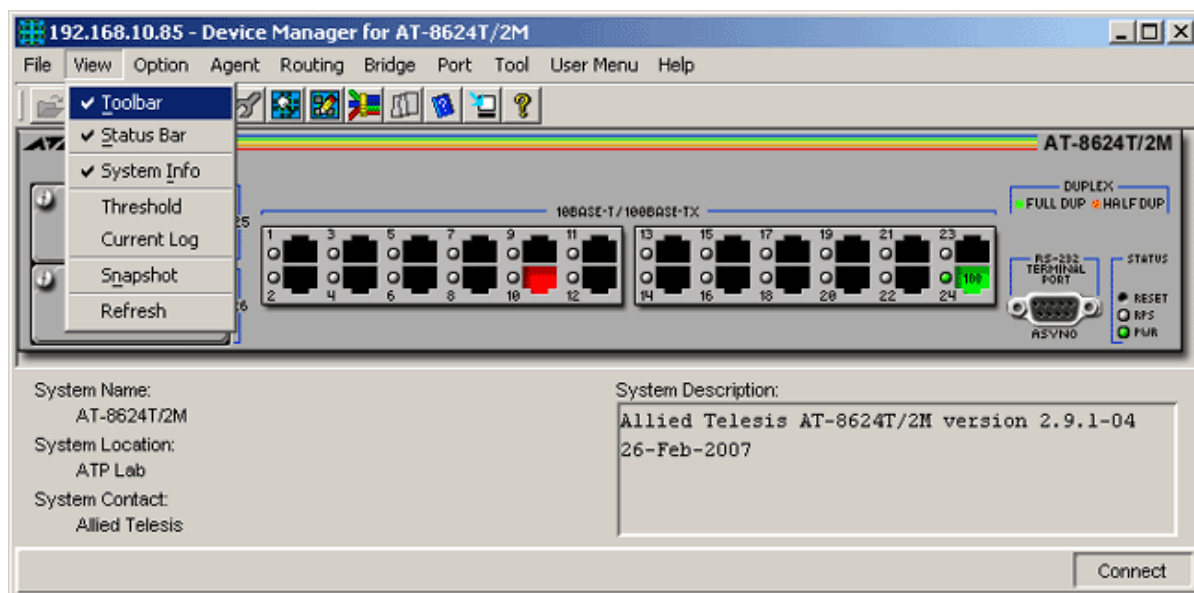 192.168.10.85 - Device Manager for AT-8624T/2M
File View Option Agent Routing Bridge Port Tool User Menu Help
Toolbar
Status Bar
System Info
Threshold
Current Log
Snapshot
Refresh
AT-8624T/2M
DUPLEX
FULL DUP HALF DUP
10BASE-T/100BASE-TX
1 3 5 7 9 11 13 15 17 19 21 23
100
2 4 6 8 10 12 14 16 18 20 22 24
RS-232
TERMINAL
PORT
ASYN0
STATUS
RESET
RPS
PWR
System Name:
AT-8624T/2M
System Location:
ATP Lab
System Contact:
Allied Telesis
System Description:
Allied Telesis AT-8624T/2M version 2.9.1-04
26-Feb-2007
Connect